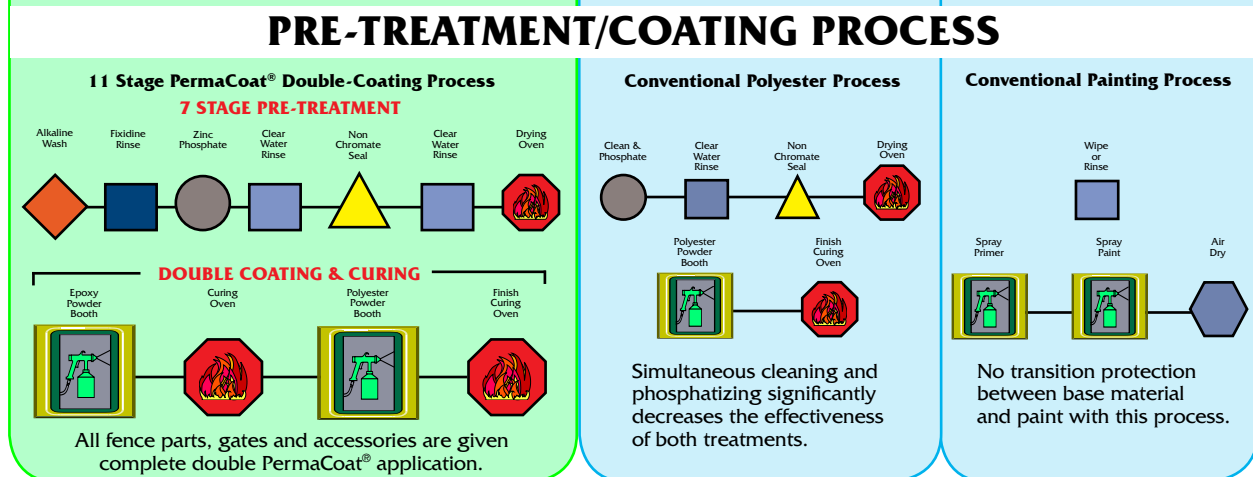 PRE-TREATMENT/COATING PROCESS
11 Stage PermaCoat® Double-Coating Process
7 STAGE PRE-TREATMENT
Alkaline
Wash
Fixidine
Rinse
Zinc
Phosphate
Clear
Water
Rinse
Non
Chromate
Seal
Clear
Water
Rinse
Drying
Oven
DOUBLE COATING & CURING
Epoxy
Powder
Booth
Curing
Oven
Polyester
Powder
Booth
Finish
Curing
Oven
All fence parts, gates and accessories are given
complete double PermaCoat® application.
Conventional Polyester Process
Clean &
Phosphate
Clear
Water
Rinse
Non
Chromate
Seal
Drying
Oven
Polyester
Powder
Booth
Finish
Curing
Oven
Simultaneous cleaning and
phosphatizing significantly
decreases the effectiveness
of both treatments.
Conventional Painting Process
Wipe
or
Rinse
Spray
Primer
Spray
Paint
Air
Dry
No transition protection
between base material
and paint with this process.